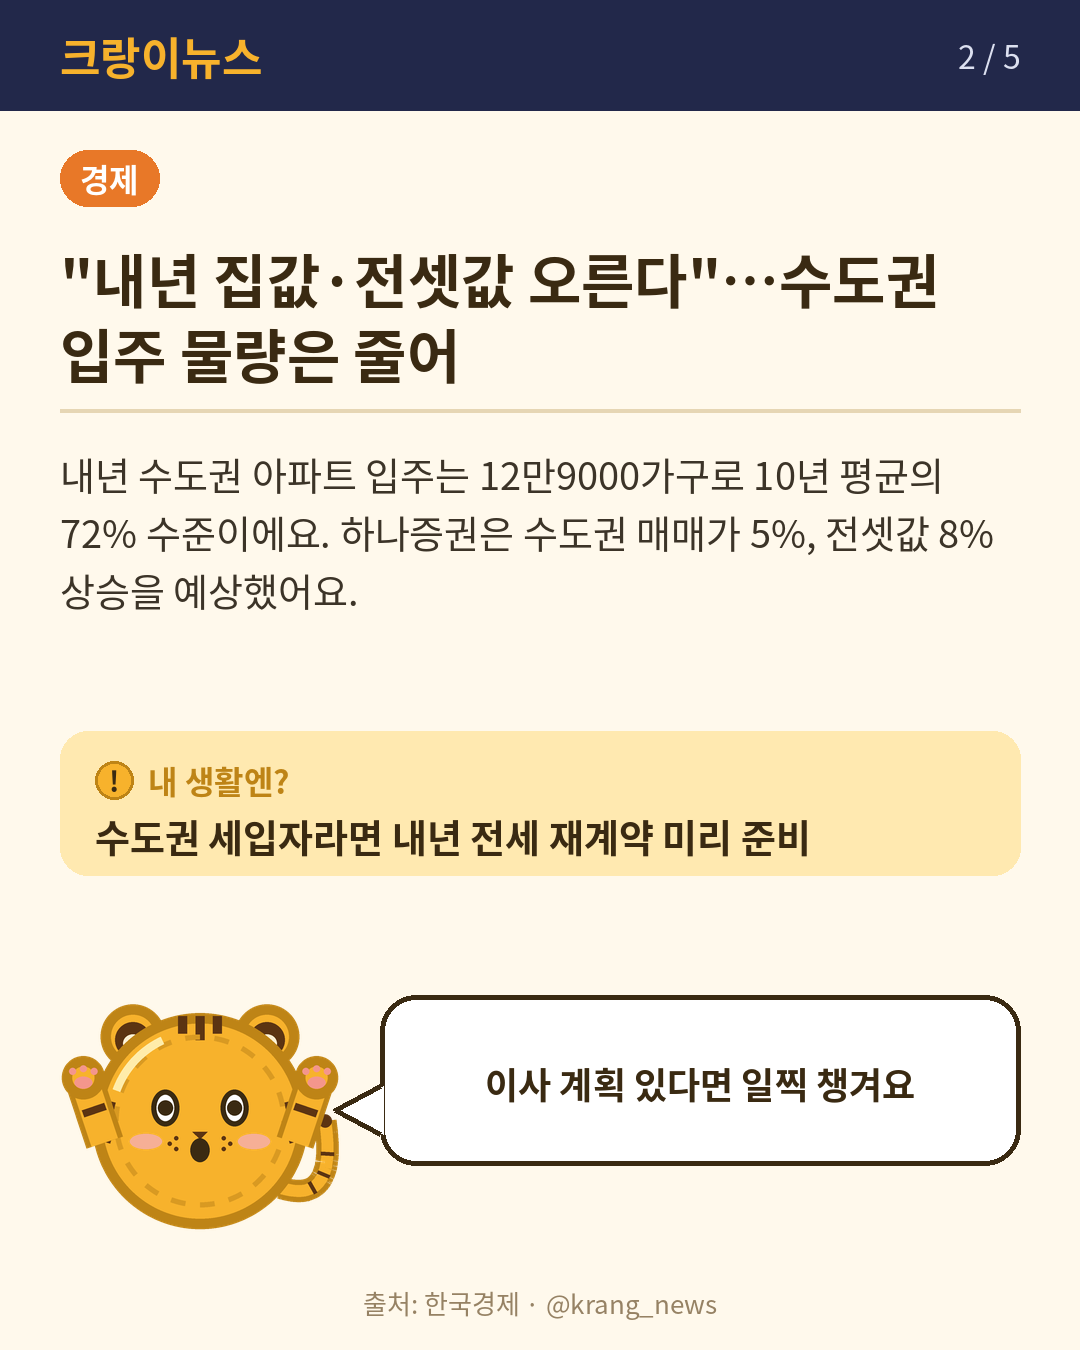 크랑이뉴스
2 / 5
경제
"내년 집값·전셋값 오른다"…수도권
입주 물량은 줄어
내년 수도권 아파트 입주는 12만9000가구로 10년 평균의
72% 수준이에요. 하나증권은 수도권 매매가 5%, 전셋값 8%
상승을 예상했어요.
! 내 생활엔?
수도권 세입자라면 내년 전세 재계약 미리 준비
이사 계획 있다면 일찍 챙겨요
출처: 한국경제 · @krang_news